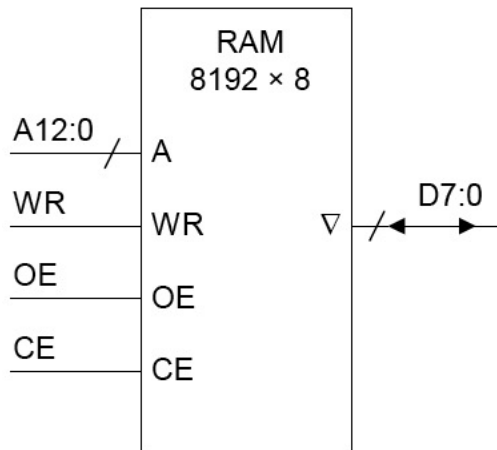 RAM
8192 × 8
A12:0
A
D7:0
WR
WR
∇
OE
OE
CE
CE